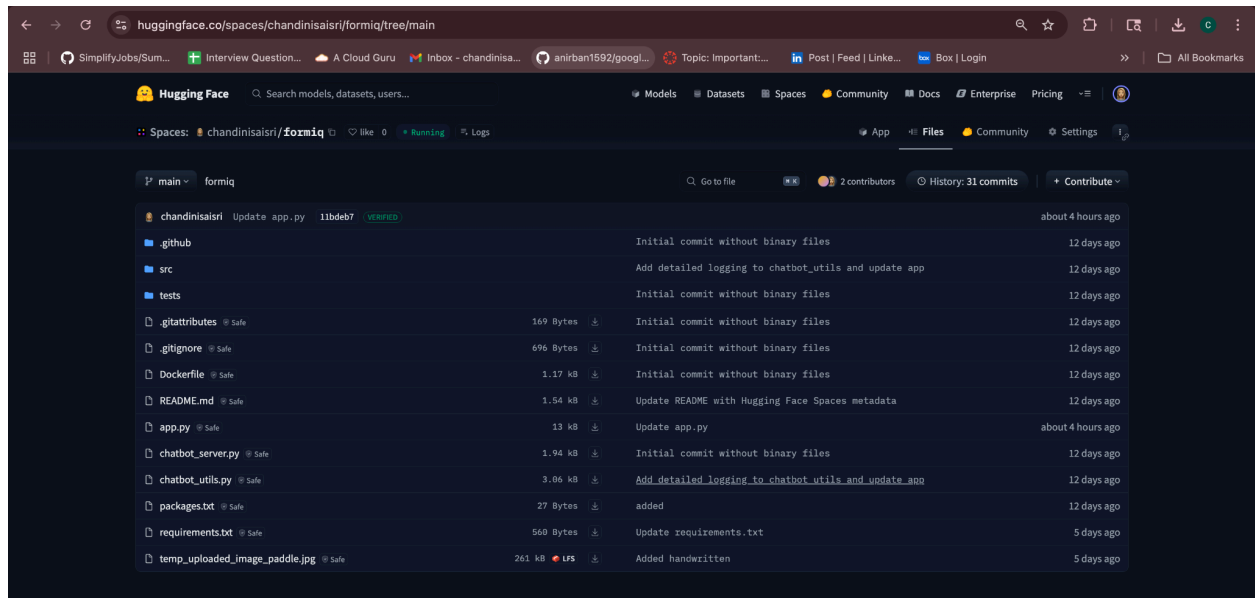 huggingface.co/spaces/chandinisaisri/formiq/tree/main
SimplifyJobs/Sum... Interview Question... A Cloud Guru Inbox - chandinisa... anirban1592/googl... Topic: Important:... Post | Feed | Linke... Box | Login » All Bookmarks
Hugging Face Search models, datasets, users... Models Datasets Spaces Community Docs Enterprise Pricing
Spaces: chandinisaisri/formiq like 0 Running Logs App Files Community Settings
main formiq Go to file 2 contributors History: 31 commits + Contribute
chandinisaisri Update app.py 11bdeb7 VERIFIED about 4 hours ago
.github Initial commit without binary files 12 days ago
src Add detailed logging to chatbot_utils and update app 12 days ago
tests Initial commit without binary files 12 days ago
.gitattributes Safe 169 Bytes Initial commit without binary files 12 days ago
.gitignore Safe 696 Bytes Initial commit without binary files 12 days ago
Dockerfile Safe 1.17 kB Initial commit without binary files 12 days ago
README.md Safe 1.54 kB Update README with Hugging Face Spaces metadata 12 days ago
app.py Safe 13 kB Update app.py about 4 hours ago
chatbot_server.py Safe 1.94 kB Initial commit without binary files 12 days ago
chatbot_utils.py Safe 3.06 kB Add detailed logging to chatbot_utils and update app 12 days ago
packages.txt Safe 27 Bytes added 12 days ago
requirements.txt Safe 560 Bytes Update requirements.txt 5 days ago
temp_uploaded_image_paddle.jpg Safe 261 kB LFS Added handwritten 5 days ago